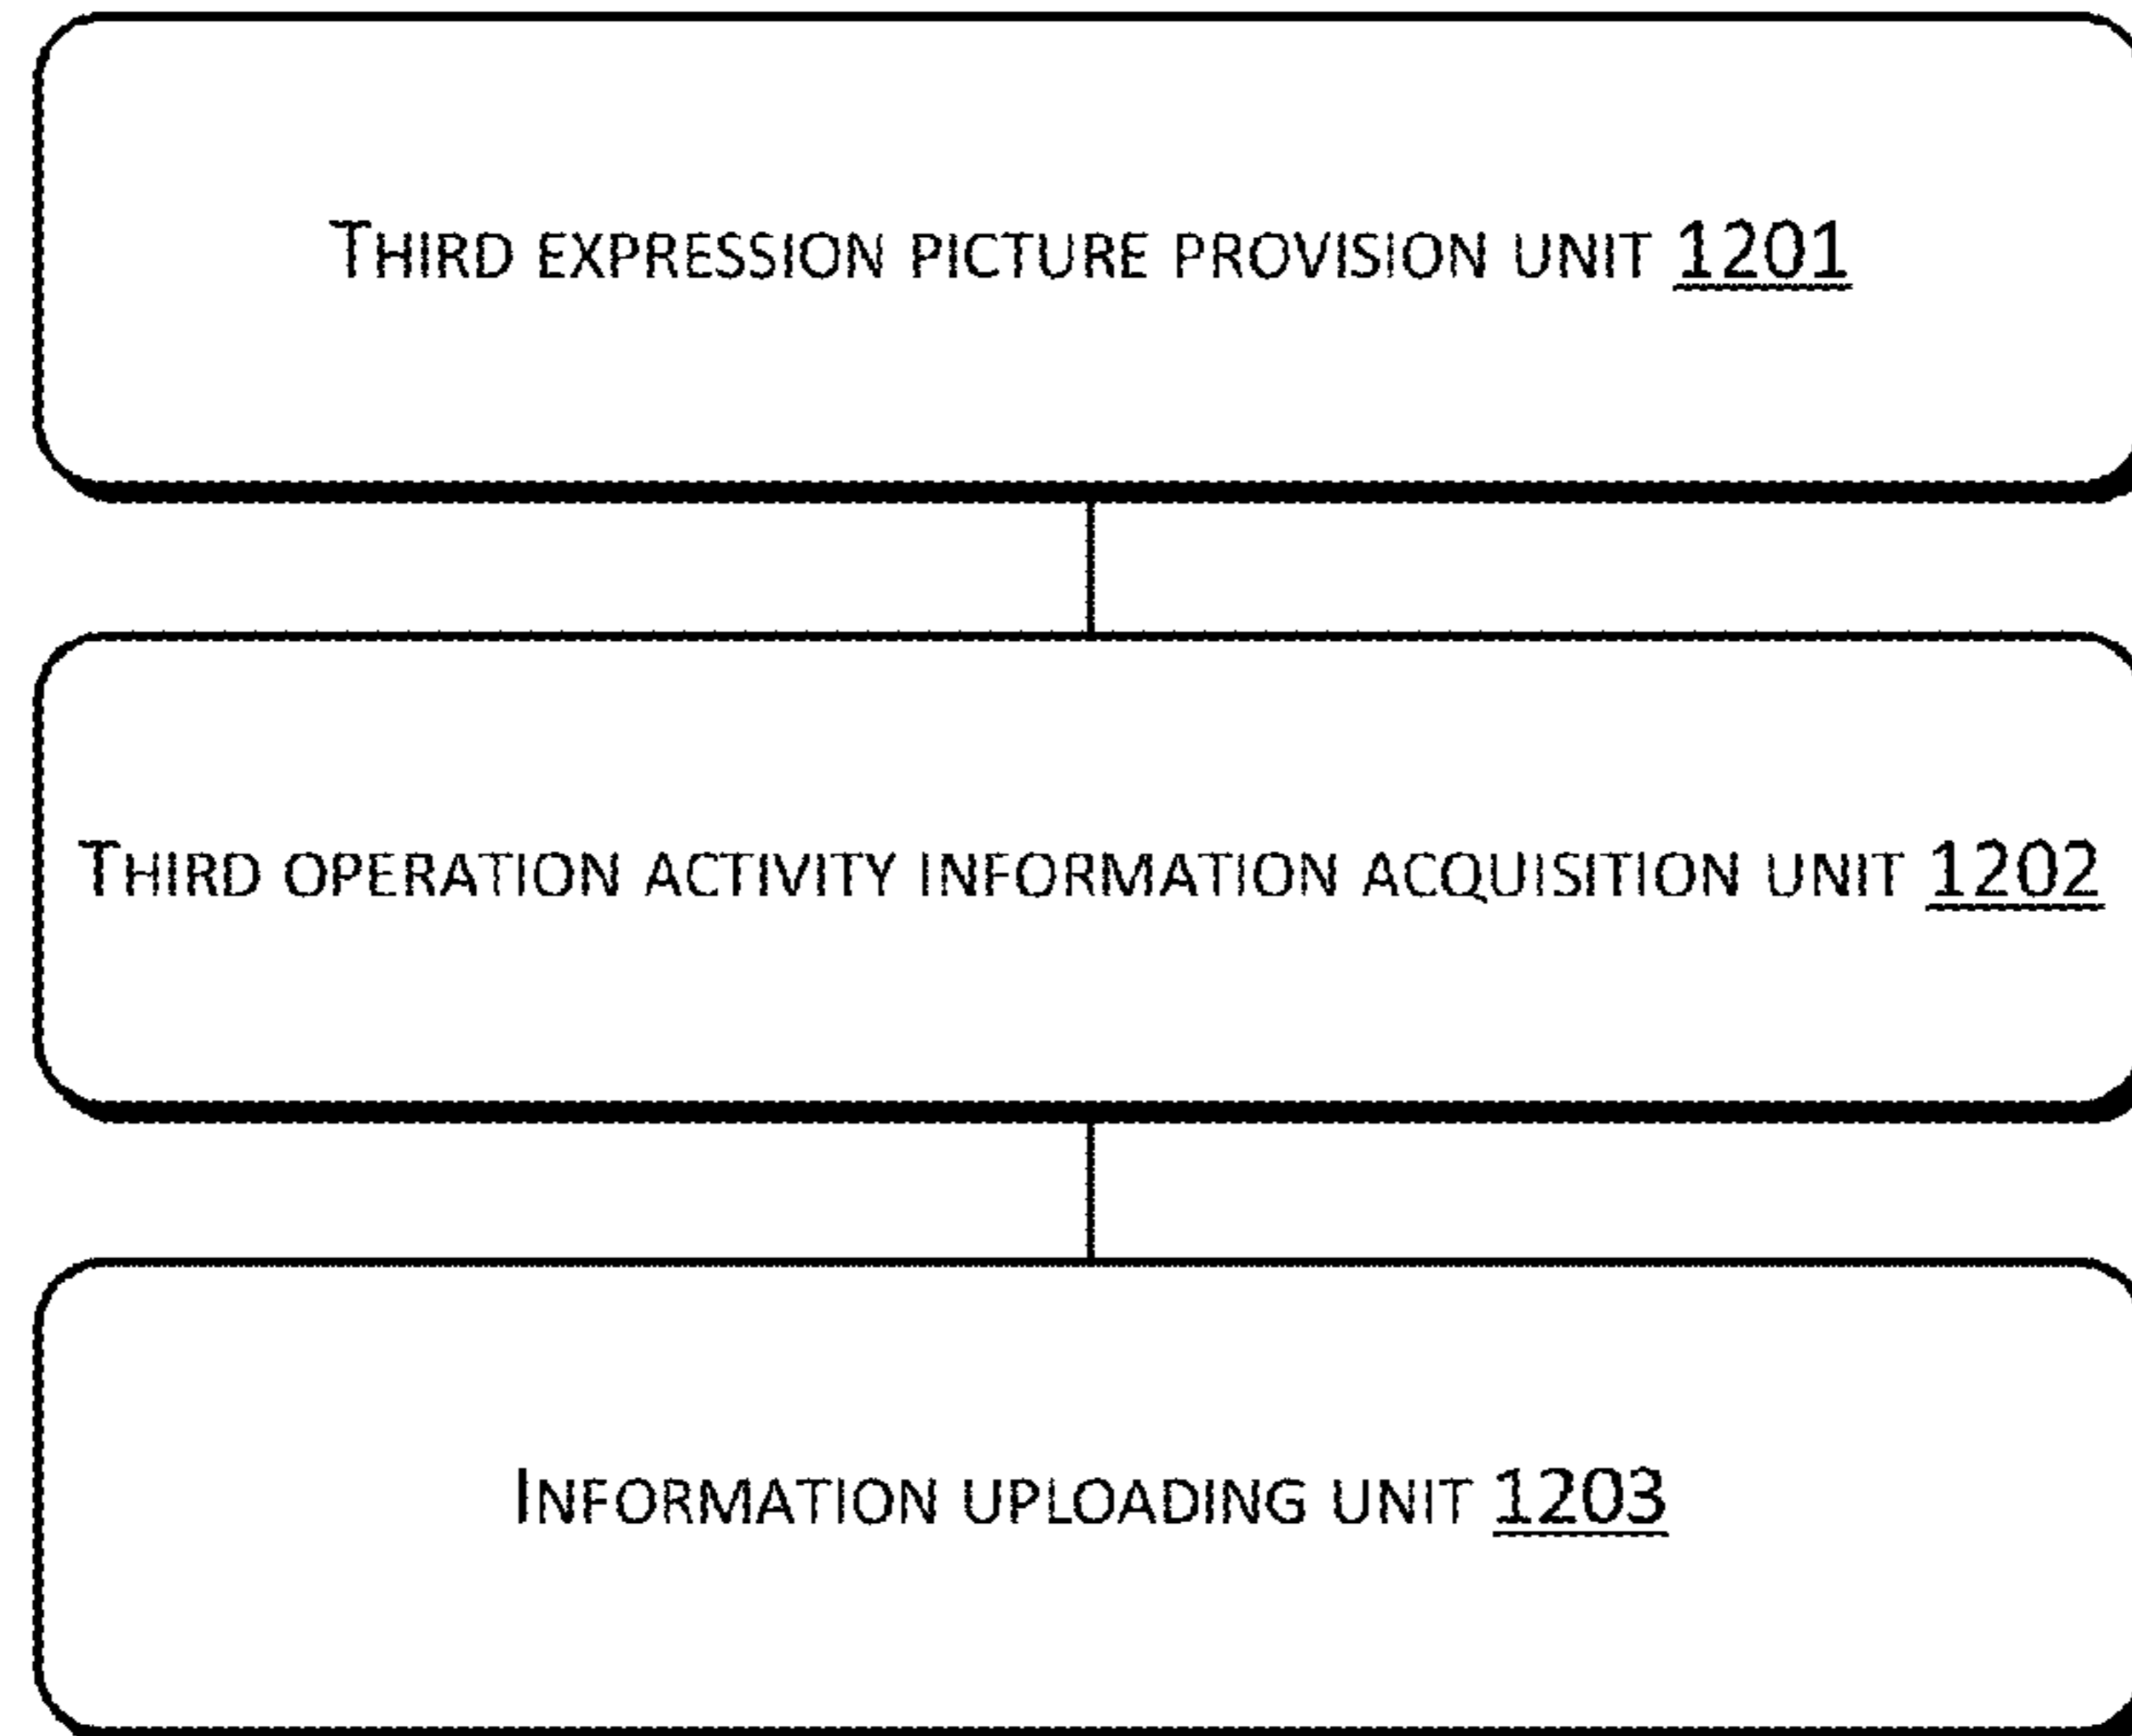 THIRD EXPRESSION PICTURE PROVISION UNIT 1201
THIRD OPERATION ACTIVITY INFORMATION ACQUISITION UNIT 1202
INFORMATION UPLOADING UNIT 1203